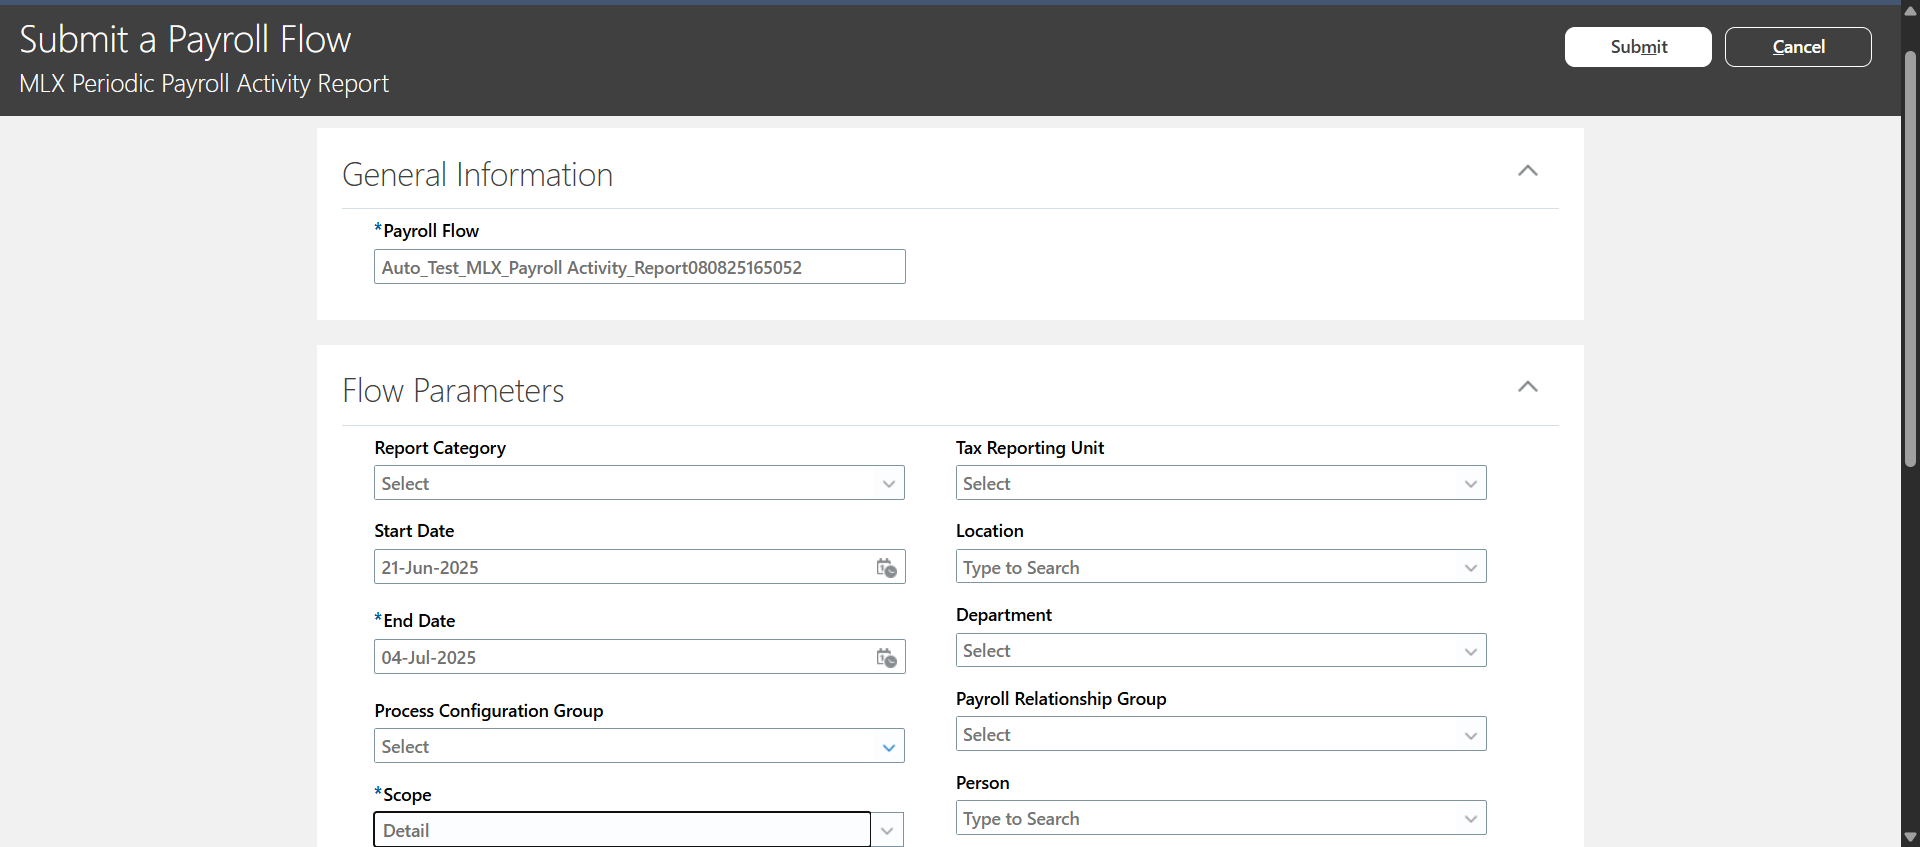 Submit a Payroll Flow
MLX Periodic Payroll Activity Report
Submit
Cancel
General Information
*Payroll Flow
Auto_Test_MLX_Payroll Activity_Report080825165052
Flow Parameters
Report Category
Select
Start Date
21-Jun-2025
*End Date
04-Jul-2025
Process Configuration Group
Select
*Scope
Detail
Tax Reporting Unit
Select
Location
Type to Search
Department
Select
Payroll Relationship Group
Select
Person
Type to Search